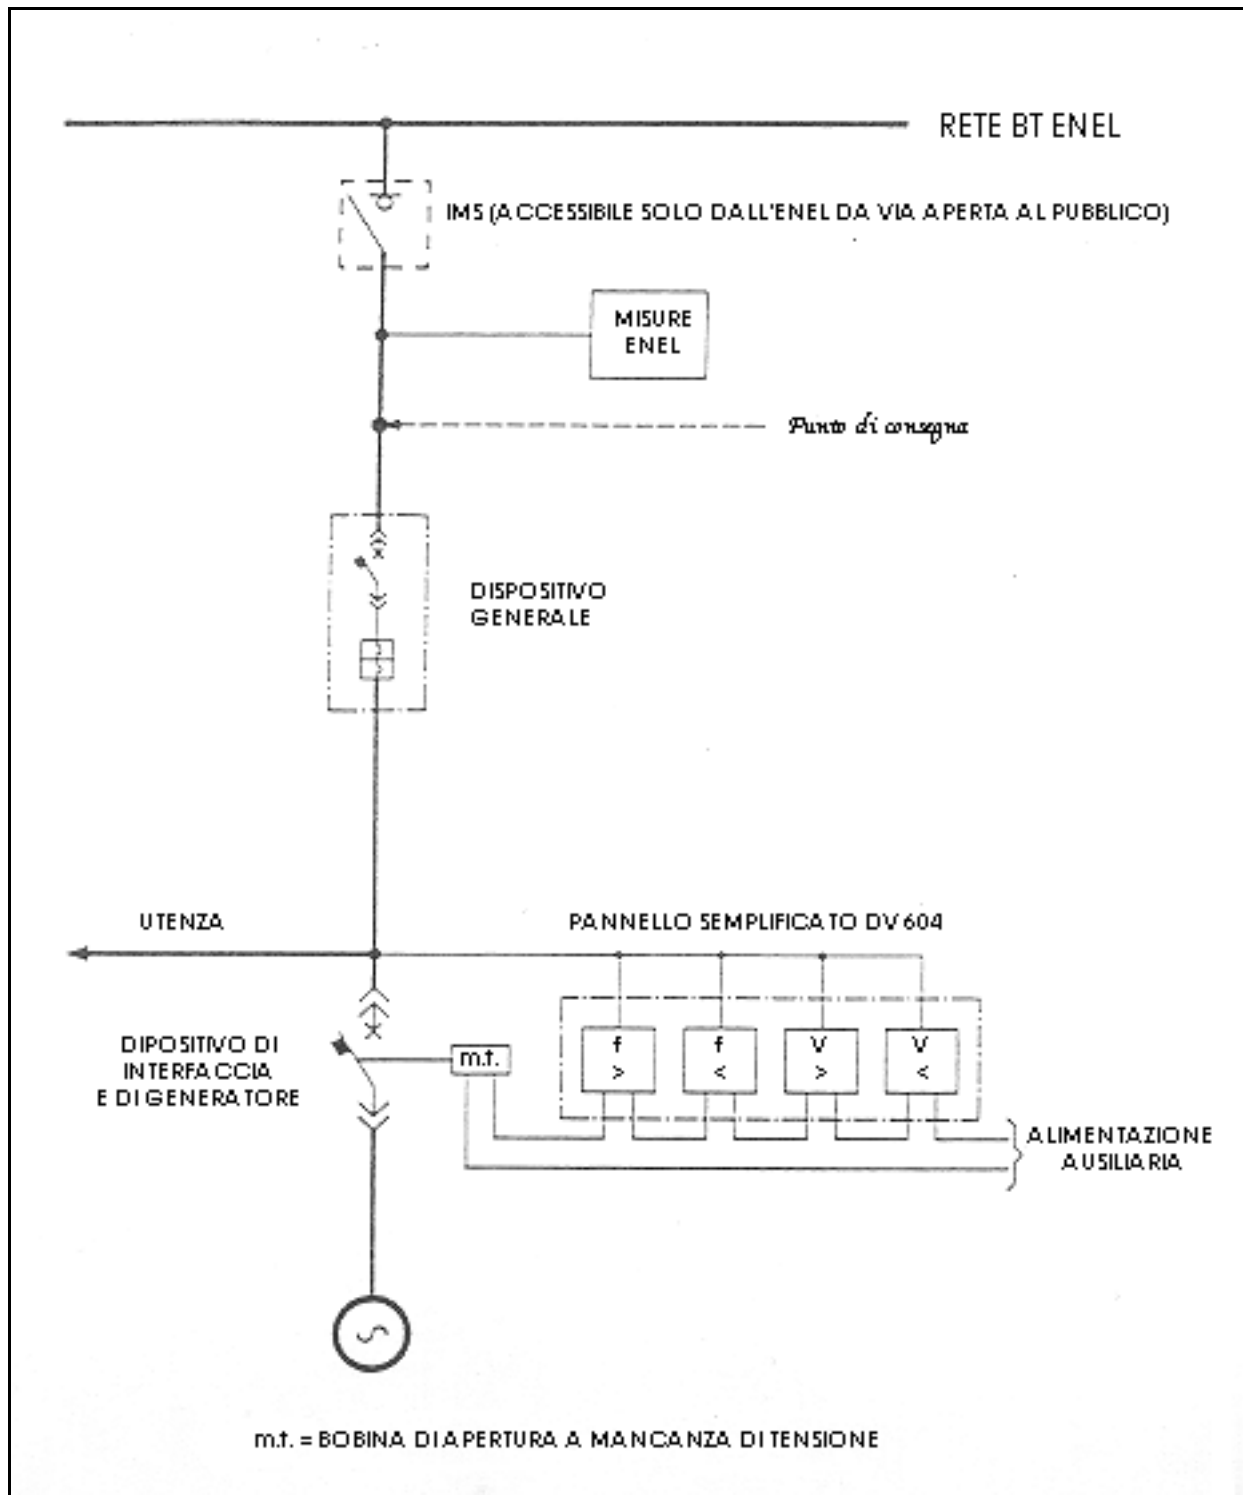 RETE BT ENEL
IMS (ACCESSIBILE SOLO DALL'ENEL DA VIA APERTA AL PUBBLICO)
MISURE
ENEL
Punto di consegna
DISPOSITIVO
GENERALE
UTENZA
PANNELLO SEMPLIFICATO DV 604
DIPOSITIVO DI
INTERFACCIA
E DI GENERATORE
m.t.
f
>
f
<
V
>
V
<
ALIMENTAZIONE
AUSILIARIA
m.t. = BOBINA DI APERTURA A MANCANZA DI TENSIONE